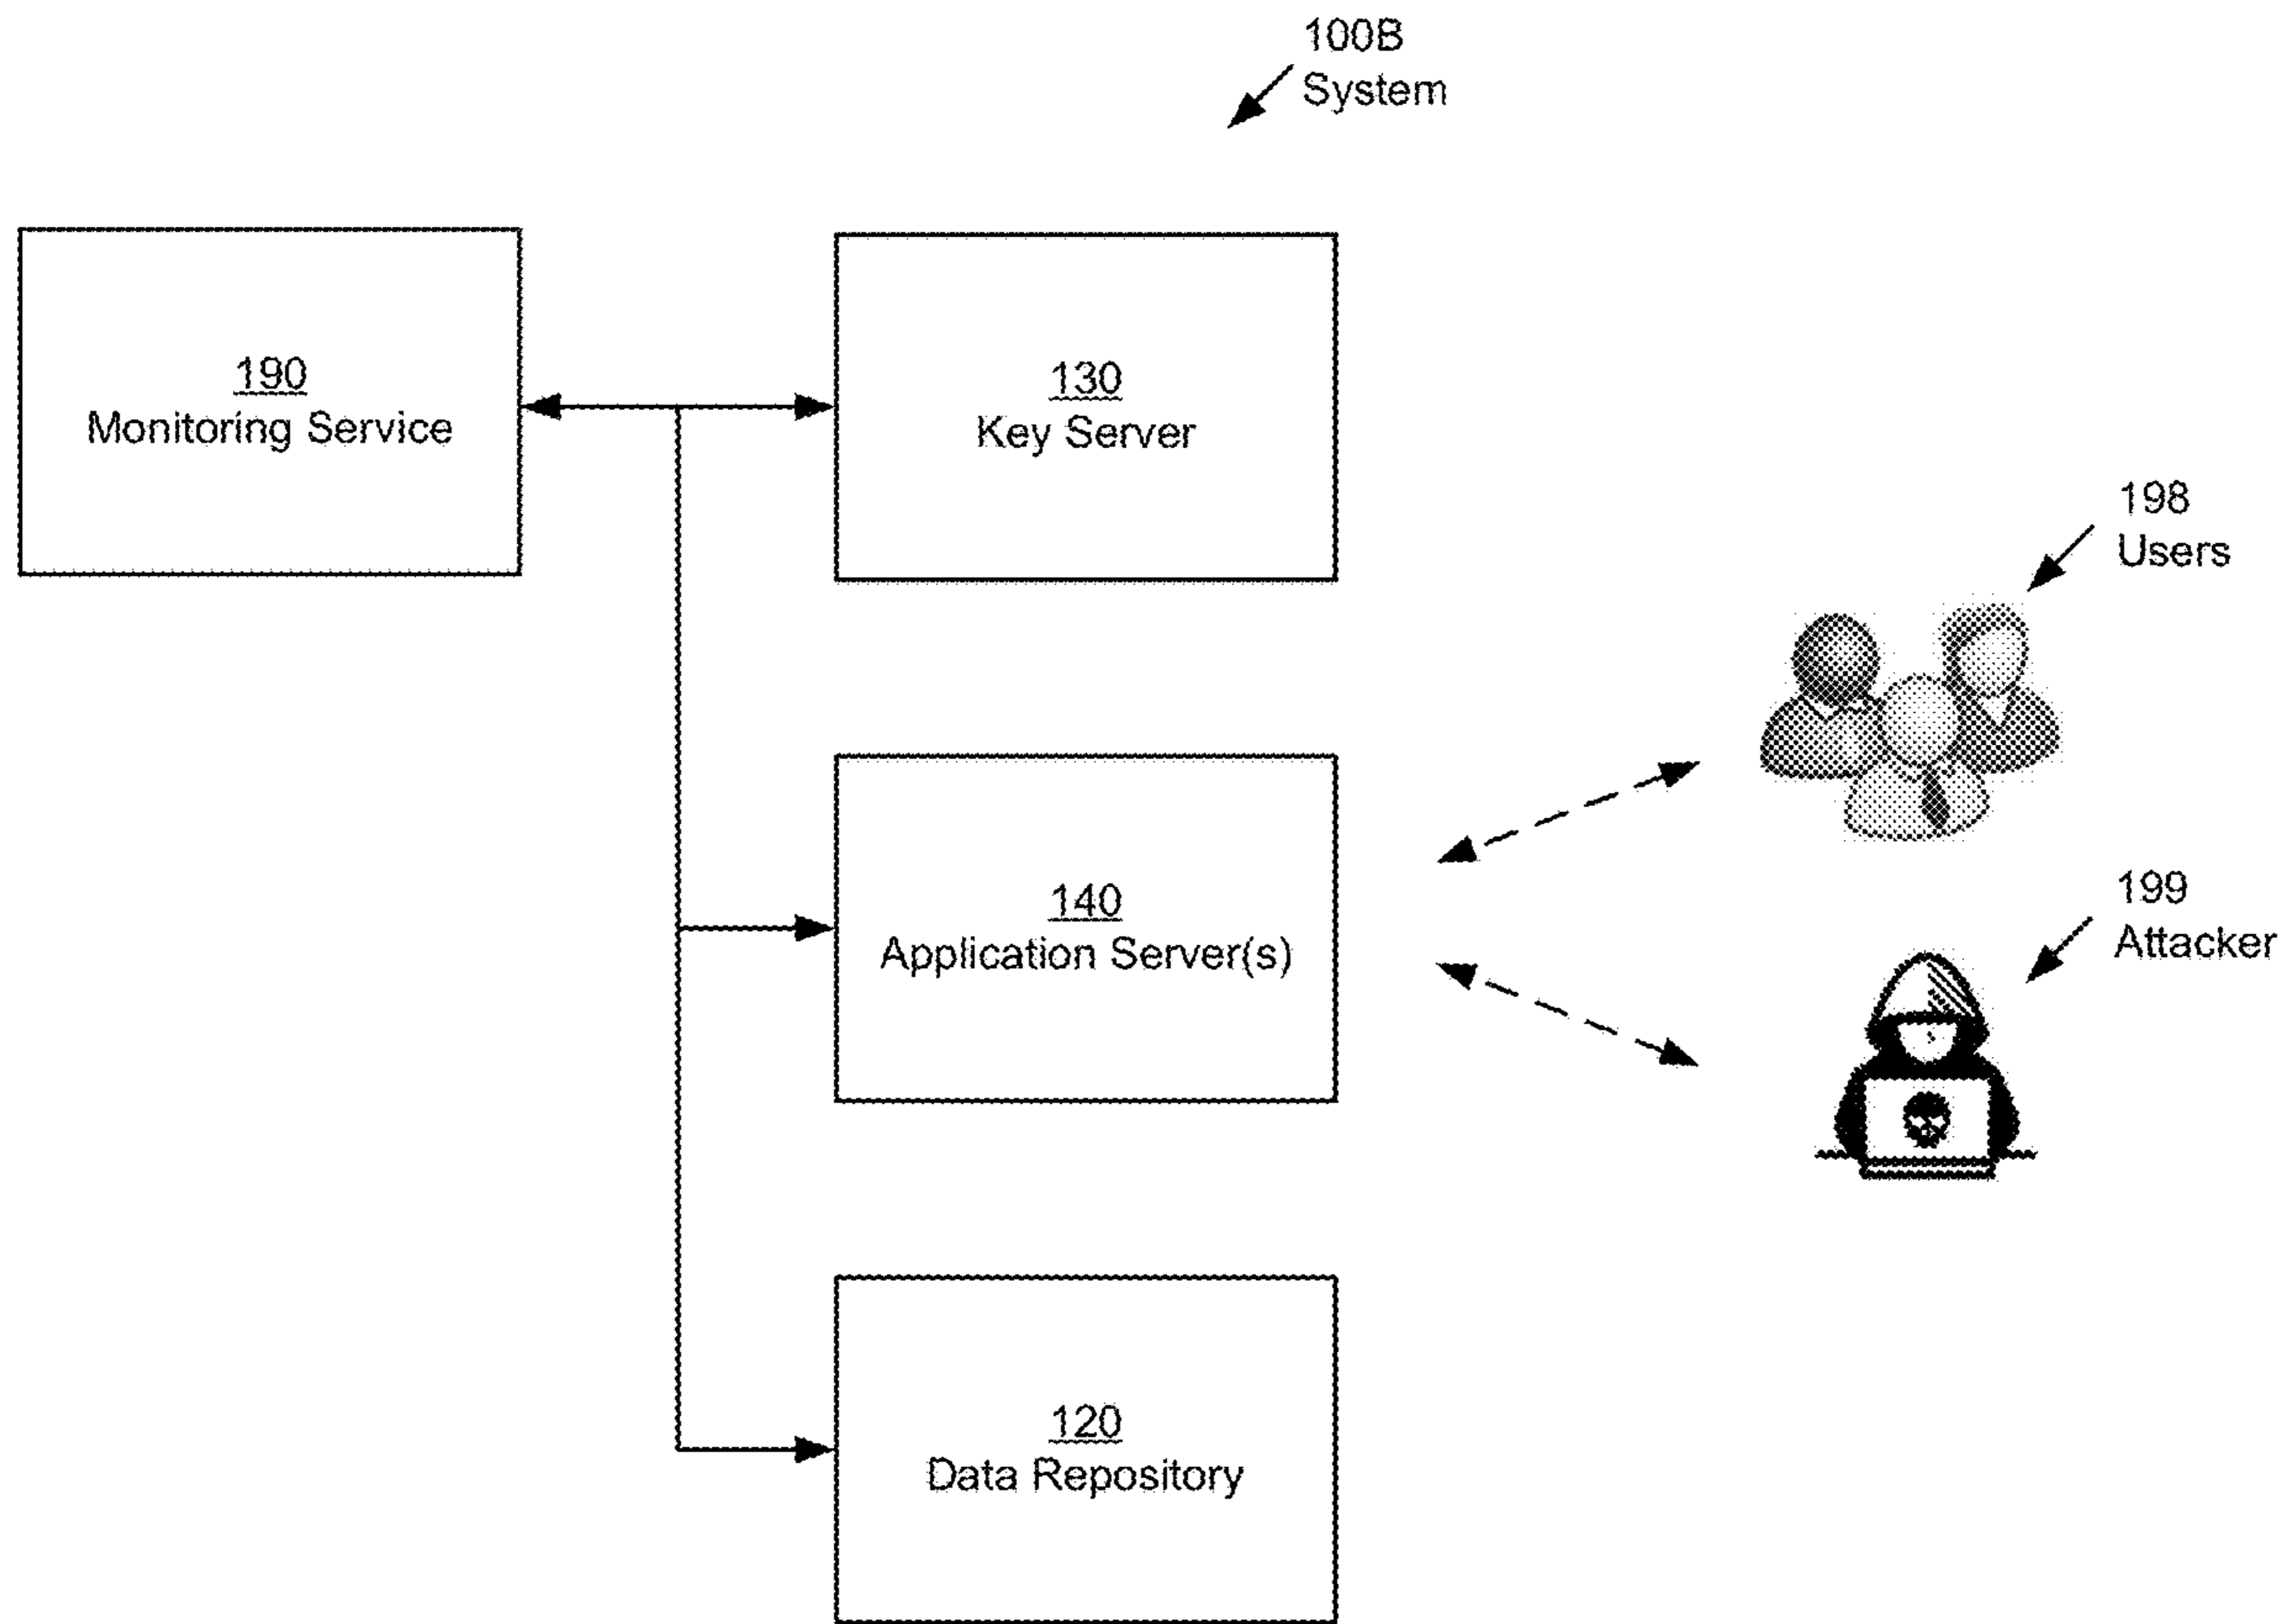 100B
System
190
Monitoring Service
130
Key Server
198
Users
140
Application Server(s)
199
Attacker
120
Data Repository